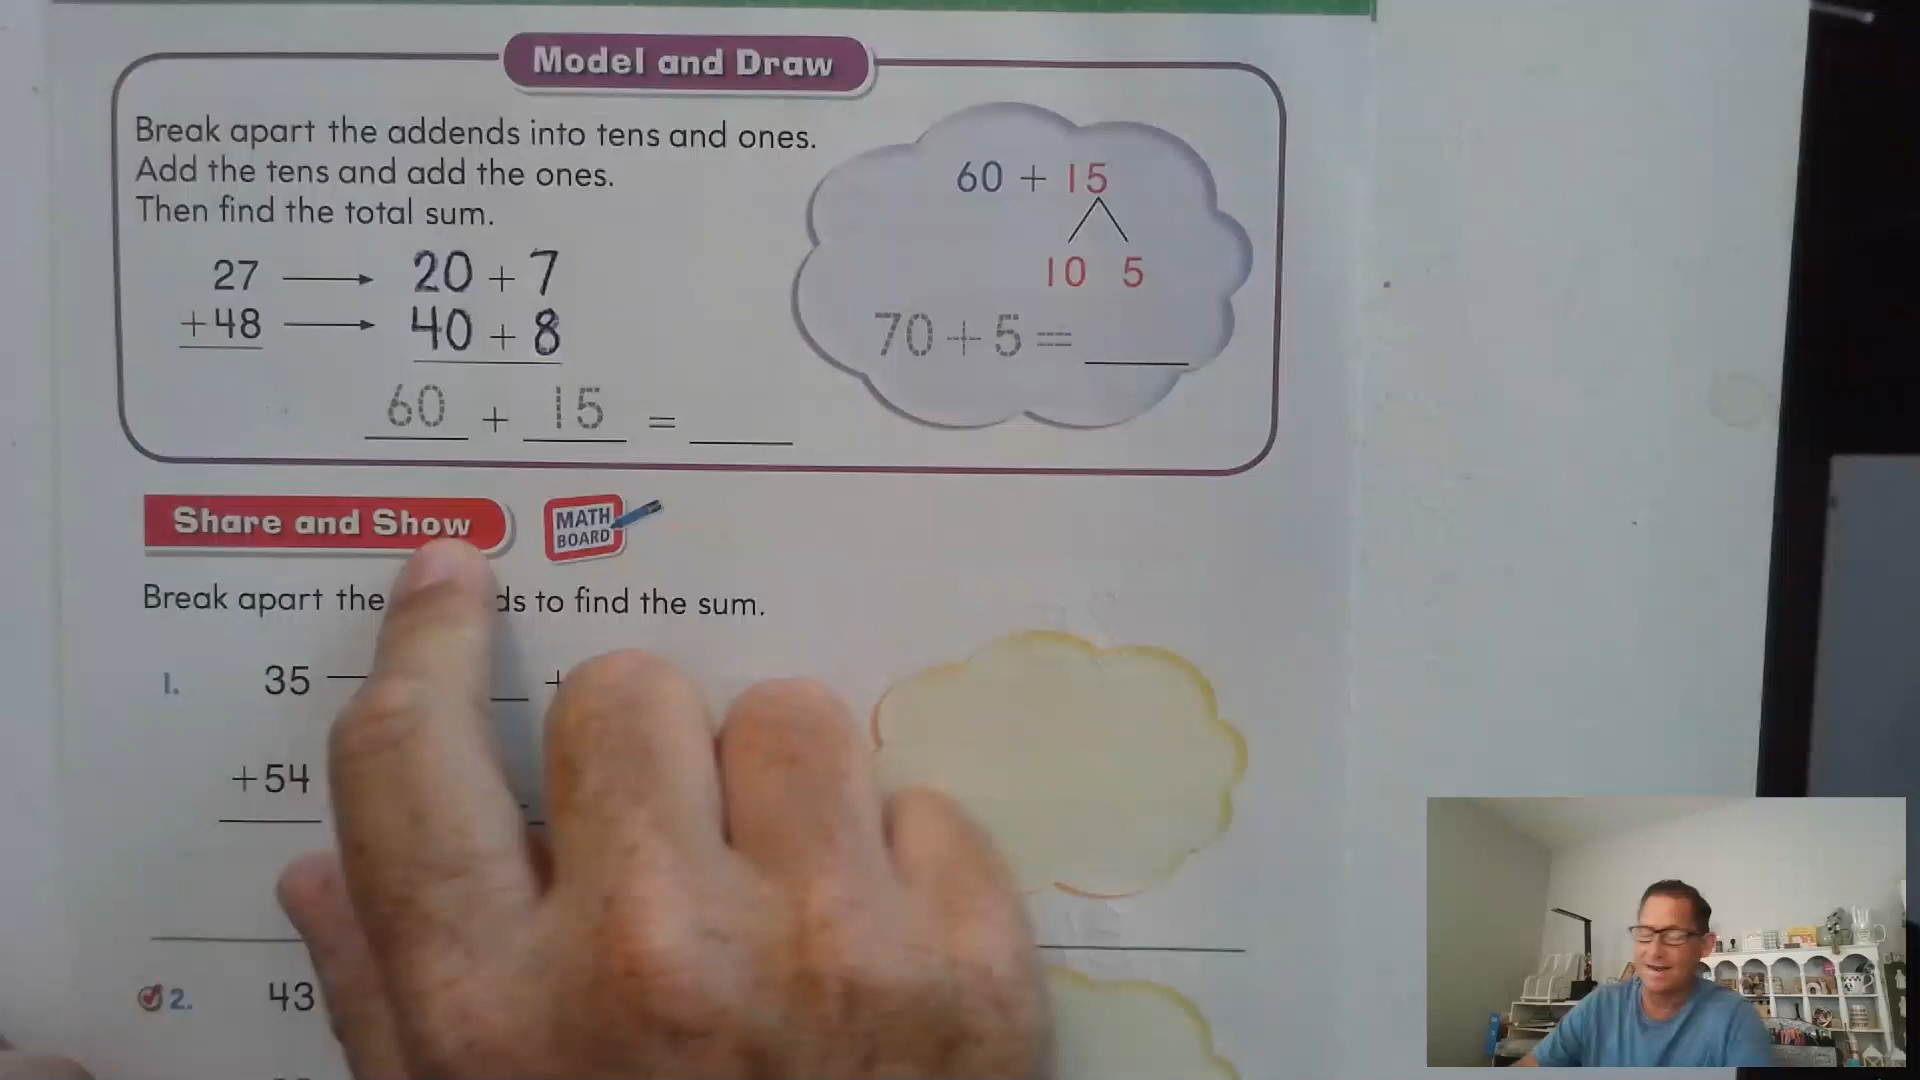 Model and Draw
Break apart the addends into tens and ones.
Add the tens and add the ones.
Then find the total sum.
27 → 20 + 7
+48 → 40 + 8
60 + 15 = ____
60 + 15
10 5
70 + 5 = ____
Share and Show
MATH
BOARD
Break apart the ds to find the sum.
1. 35 +
+54
2. 43